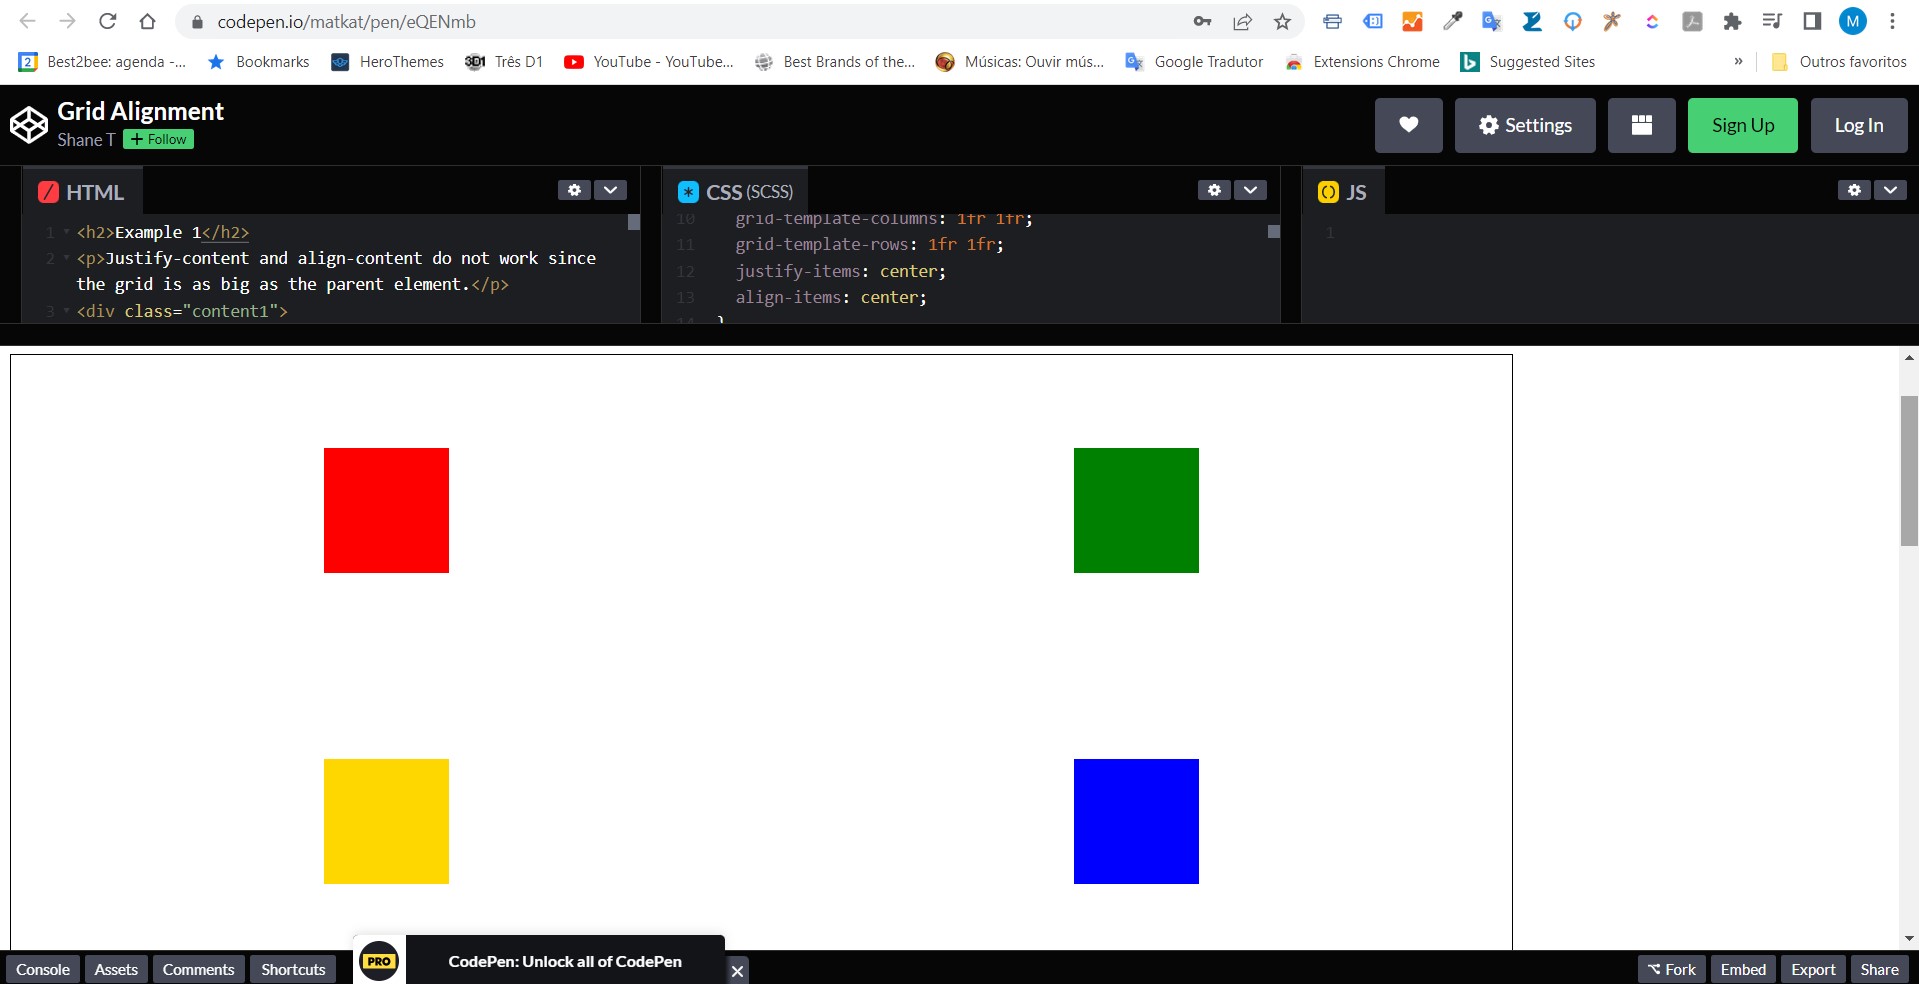 codepen.io/matkat/pen/eQENmb
M
2 Best2bee: agenda -...
Bookmarks
HeroThemes
3D1 Três D1
YouTube - YouTube...
Best Brands of the...
Músicas: Ouvir mús...
Google Tradutor
Extensions Chrome
b Suggested Sites
»
Outros favoritos
Grid Alignment
Shane T + Follow
Settings
Sign Up
Log In
/ HTML
* CSS (SCSS)
() JS
1 <h2>Example 1</h2>
2 <p>Justify-content and align-content do not work since
the grid is as big as the parent element.</p>
3 <div class="content1">
10 grid-template-columns: 1fr 1fr;
11 grid-template-rows: 1fr 1fr;
12 justify-items: center;
13 align-items: center;
14 }
1
Console
Assets
Comments
Shortcuts
PRO
CodePen: Unlock all of CodePen
Fork
Embed
Export
Share